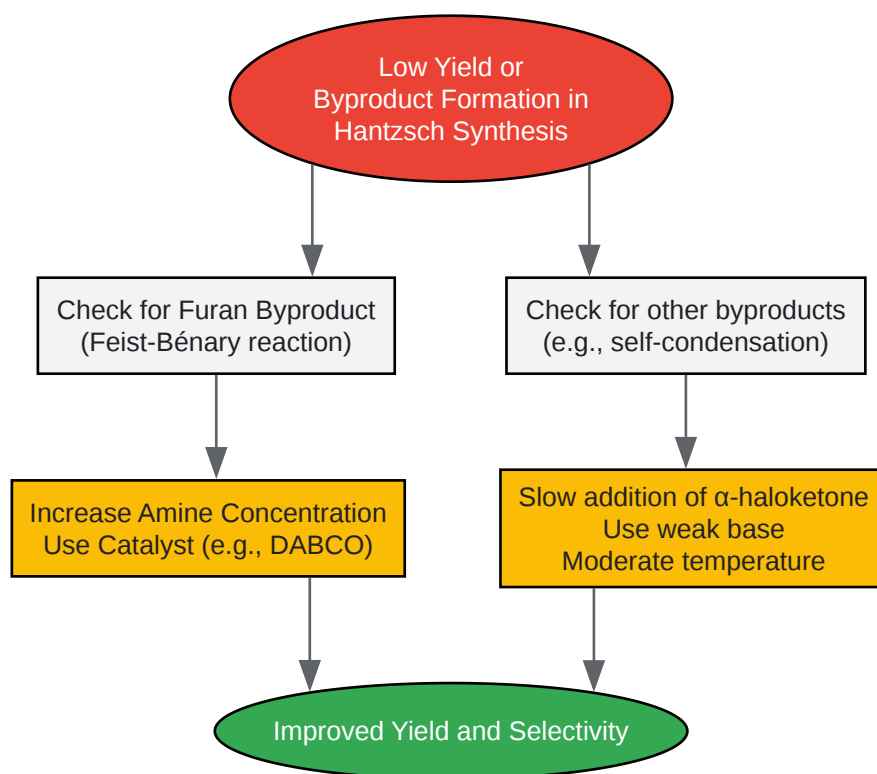 Low Yield or
Byproduct Formation in
Hantzsch Synthesis
Check for Furan Byproduct
(Feist-Bénary reaction)
Check for other byproducts
(e.g., self-condensation)
Increase Amine Concentration
Use Catalyst (e.g., DABCO)
Slow addition of α-haloketone
Use weak base
Moderate temperature
Improved Yield and Selectivity